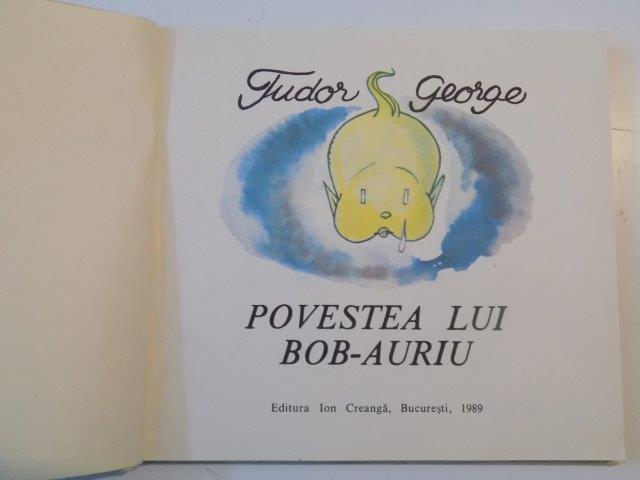 Tudor George
POVESTEA LUI
BOB-AURIU
Editura Ion Creangă, București, 1989